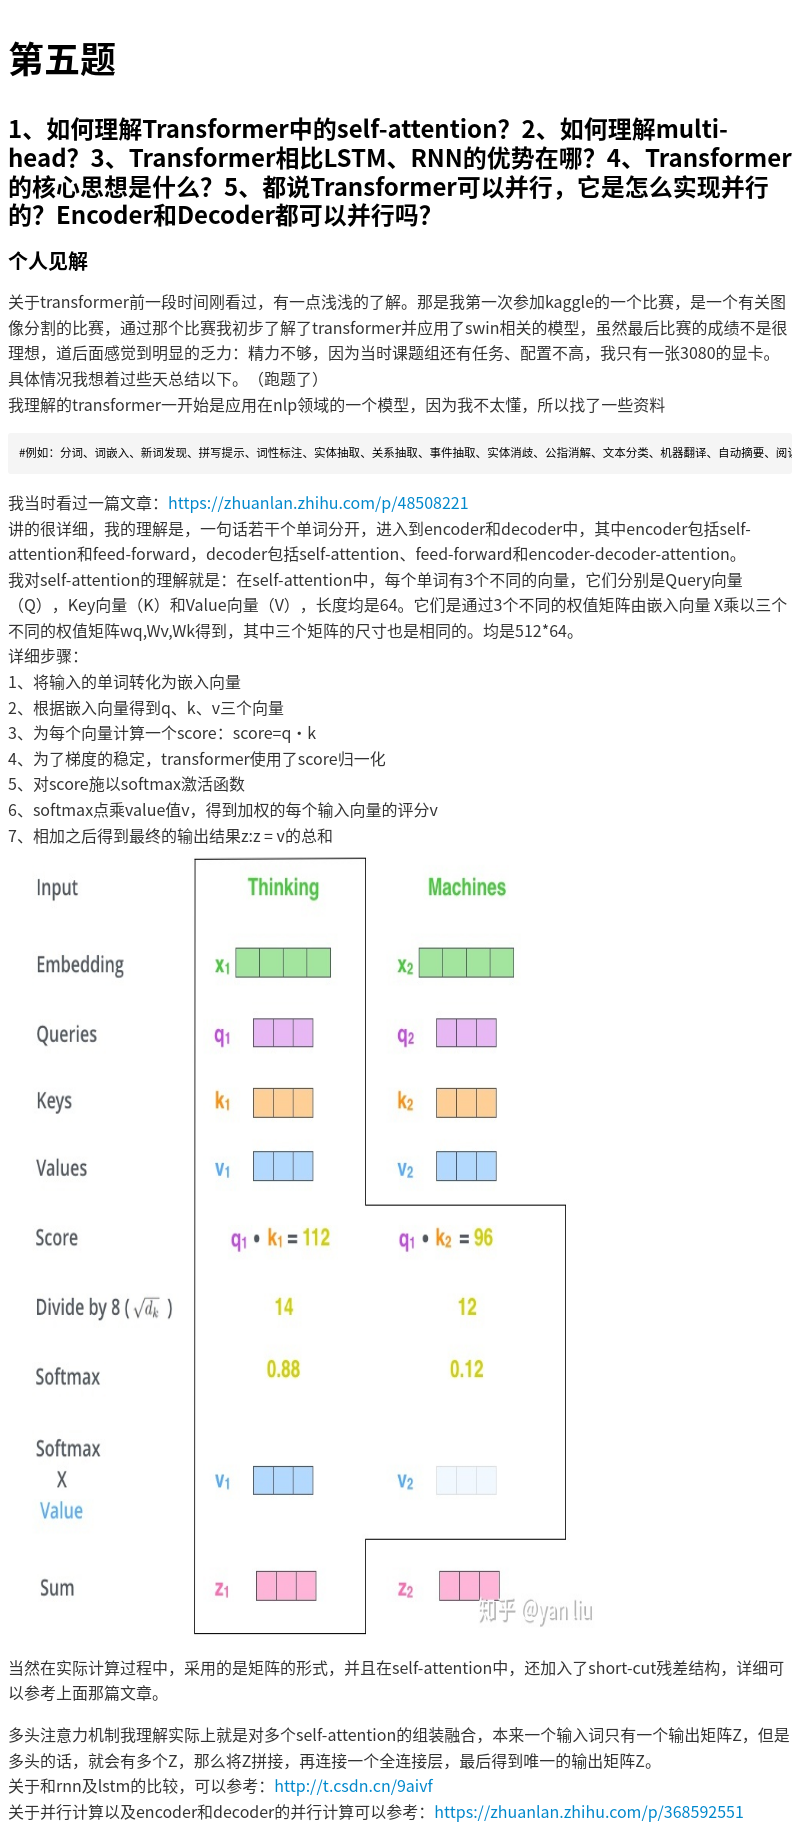 第五题
1、如何理解Transformer中的self-attention？2、如何理解multi-
head？3、Transformer相比LSTM、RNN的优势在哪？4、Transformer
的核心思想是什么？5、都说Transformer可以并行，它是怎么实现并行
的？Encoder和Decoder都可以并行吗？
个人见解
关于transformer前一段时间刚看过，有一点浅浅的了解。那是我第一次参加kaggle的一个比赛，是一个有关图
像分割的比赛，通过那个比赛我初步了解了transformer并应用了swin相关的模型，虽然最后比赛的成绩不是很
理想，道后面感觉到明显的乏力：精力不够，因为当时课题组还有任务、配置不高，我只有一张3080的显卡。
具体情况我想着过些天总结以下。（跑题了）
我理解的transformer一开始是应用在nlp领域的一个模型，因为我不太懂，所以找了一些资料
#例如：分词、词嵌入、新词发现、拼写提示、词性标注、实体抽取、关系抽取、事件抽取、实体消歧、公指消解、文本分类、机器翻译、自动摘要、阅
我当时看过一篇文章：https://zhuanlan.zhihu.com/p/48508221
讲的很详细，我的理解是，一句话若干个单词分开，进入到encoder和decoder中，其中encoder包括self-
attention和feed-forward，decoder包括self-attention、feed-forward和encoder-decoder-attention。
我对self-attention的理解就是：在self-attention中，每个单词有3个不同的向量，它们分别是Query向量
（Q），Key向量（K）和Value向量（V），长度均是64。它们是通过3个不同的权值矩阵由嵌入向量 X乘以三个
不同的权值矩阵wq,Wv,Wk得到，其中三个矩阵的尺寸也是相同的。均是512*64。
详细步骤：
1、将输入的单词转化为嵌入向量
2、根据嵌入向量得到q、k、v三个向量
3、为每个向量计算一个score：score=q・k
4、为了梯度的稳定，transformer使用了score归一化
5、对score施以softmax激活函数
6、softmax点乘value值v，得到加权的每个输入向量的评分v
7、相加之后得到最终的输出结果z:z = v的总和
Input Thinking Machines
Embedding x1 x2
Queries q1 q2
Keys k1 k2
Values v1 v2
Score q1 • k1 = 112 q1 • k2 = 96
Divide by 8 ( √dk ) 14 12
Softmax 0.88 0.12
Softmax
X v1 v2
Value
Sum z1 z2
知乎 @yan liu
当然在实际计算过程中，采用的是矩阵的形式，并且在self-attention中，还加入了short-cut残差结构，详细可
以参考上面那篇文章。
多头注意力机制我理解实际上就是对多个self-attention的组装融合，本来一个输入词只有一个输出矩阵Z，但是
多头的话，就会有多个Z，那么将Z拼接，再连接一个全连接层，最后得到唯一的输出矩阵Z。
关于和rnn及lstm的比较，可以参考：http://t.csdn.cn/9aivf
关于并行计算以及encoder和decoder的并行计算可以参考：https://zhuanlan.zhihu.com/p/368592551